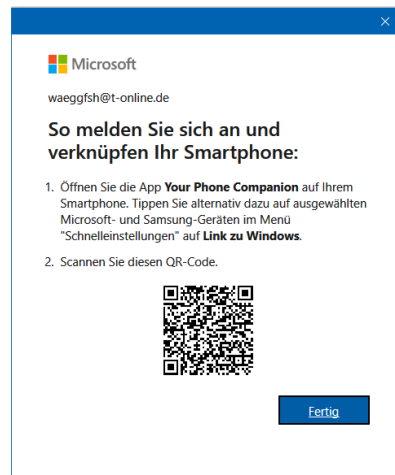 Microsoft
waeggfsh@t-online.de
So melden Sie sich an und
verknüpfen Ihr Smartphone:
1. Öffnen Sie die App Your Phone Companion auf Ihrem
Smartphone. Tippen Sie alternativ dazu auf ausgewählten
Microsoft- und Samsung-Geräten im Menü
"Schnelleinstellungen" auf Link zu Windows.
2. Scannen Sie diesen QR-Code.
Fertig